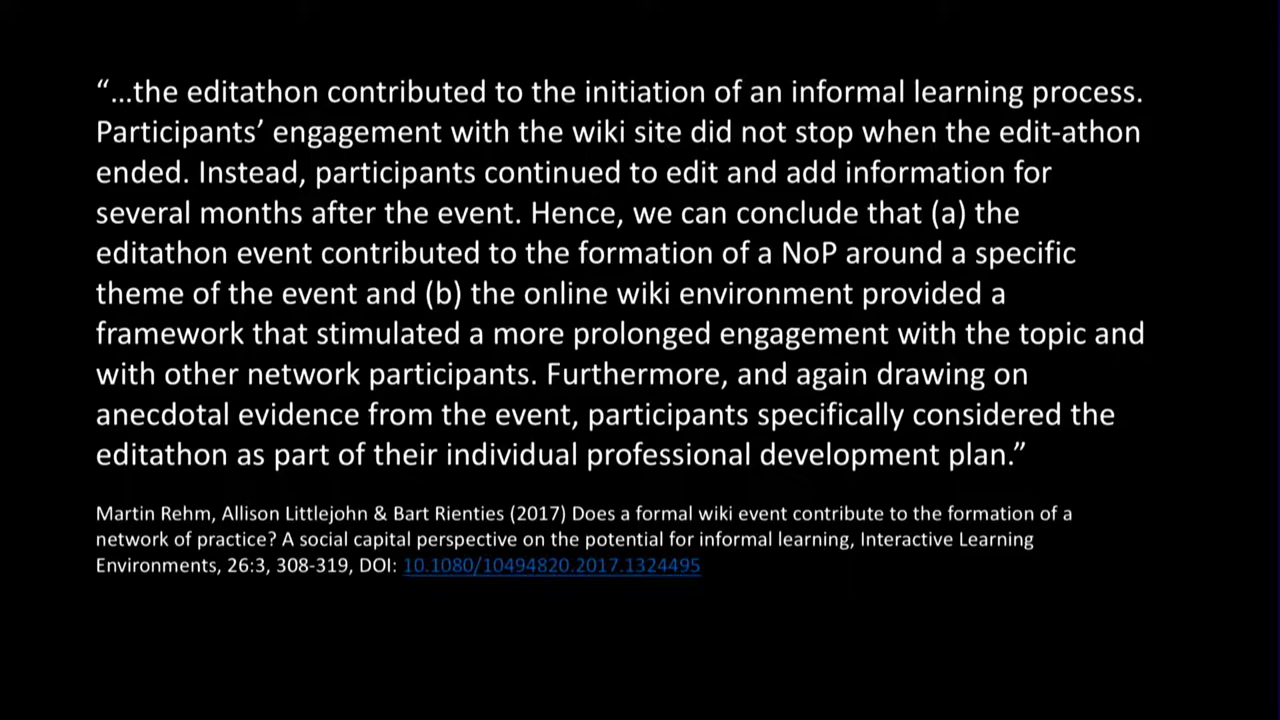 “...the editathon contributed to the initiation of an informal learning process.
Participants’ engagement with the wiki site did not stop when the edit-athon
ended. Instead, participants continued to edit and add information for
several months after the event. Hence, we can conclude that (a) the
editathon event contributed to the formation of a NoP around a specific
theme of the event and (b) the online wiki environment provided a
framework that stimulated a more prolonged engagement with the topic and
with other network participants. Furthermore, and again drawing on
anecdotal evidence from the event, participants specifically considered the
editathon as part of their individual professional development plan.”
Martin Rehm, Allison Littlejohn & Bart Rienties (2017) Does a formal wiki event contribute to the formation of a
network of practice? A social capital perspective on the potential for informal learning, Interactive Learning
Environments, 26:3, 308-319, DOI: 10.1080/10494820.2017.1324495